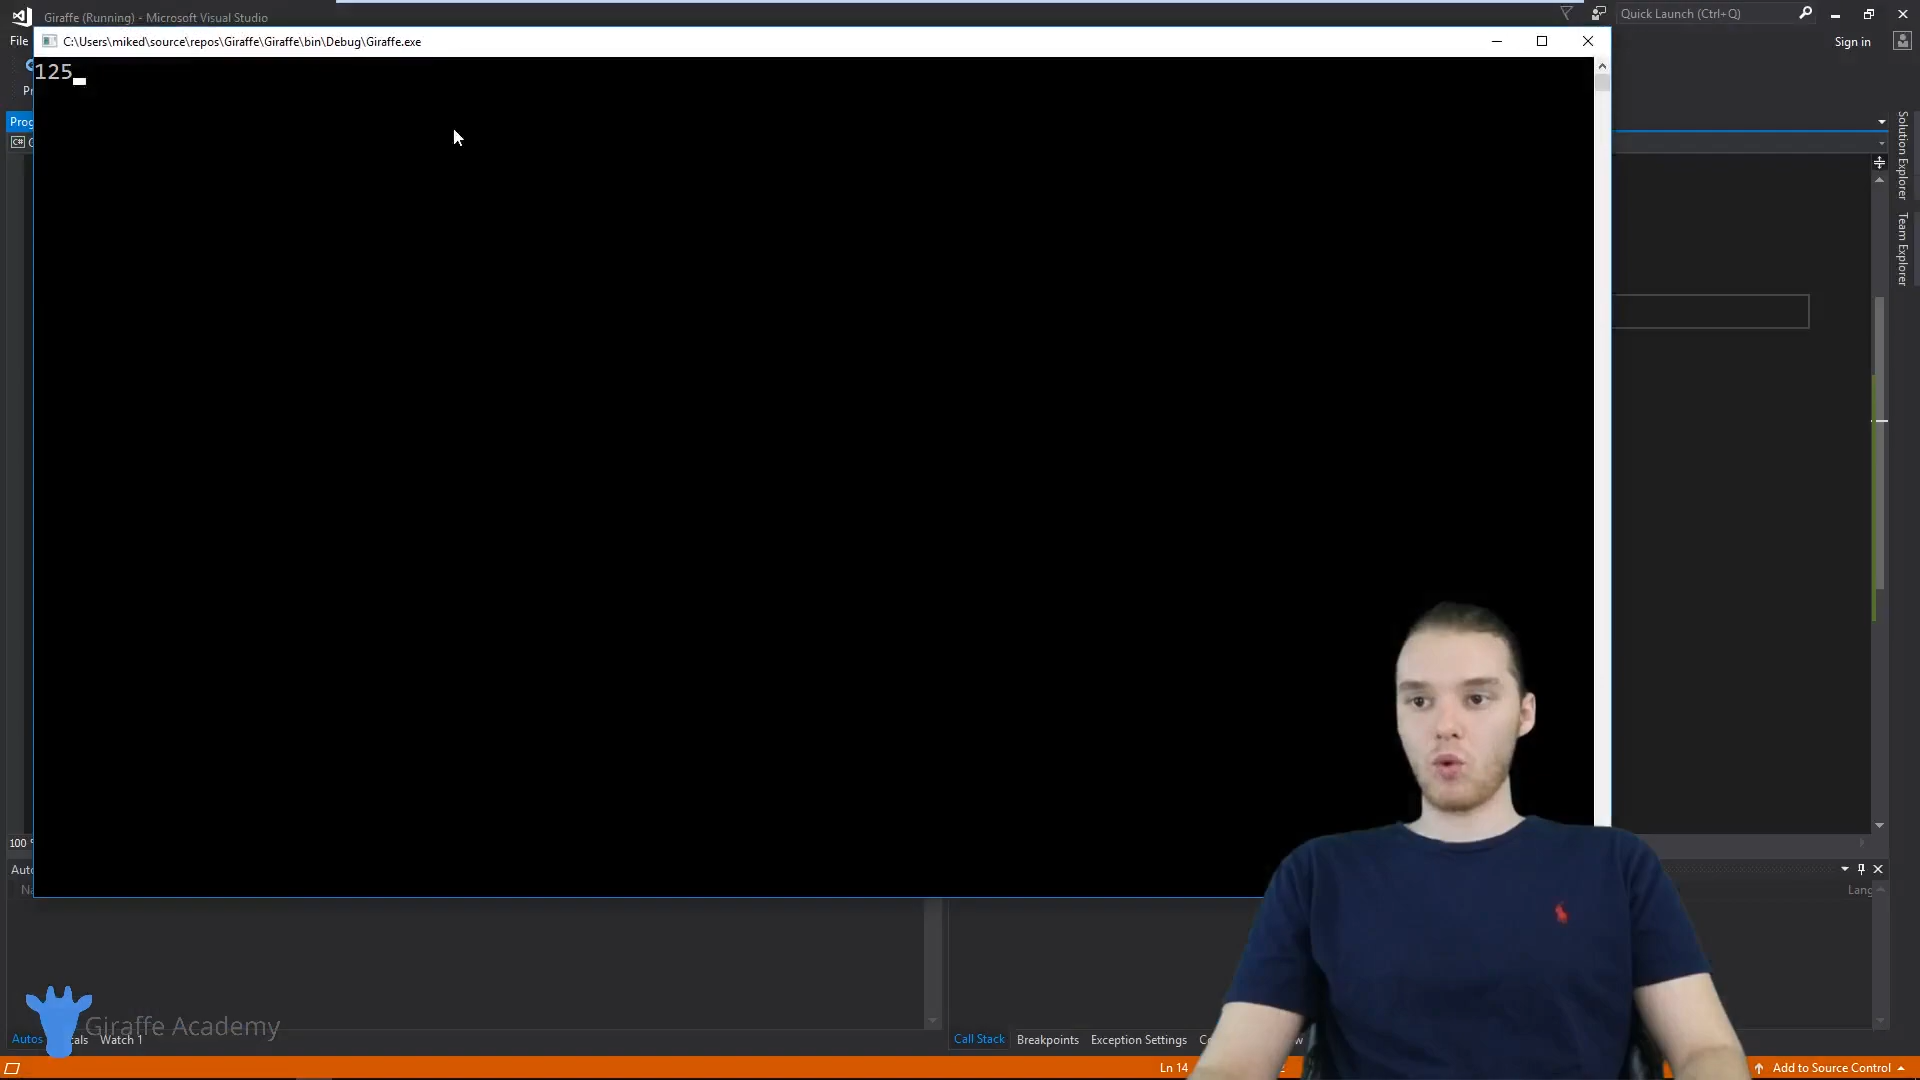 Giraffe (Running) - Microsoft Visual Studio
Quick Launch (Ctrl+Q)
C:\Users\miked\source\repos\Giraffe\Giraffe\bin\Debug\Giraffe.exe
File
Sign in
125
Solution Explorer
Team Explorer
100 %
Lang
Giraffe Academy
Autos
Watch 1
Call Stack
Breakpoints
Exception Settings
Ln 14
Add to Source Control